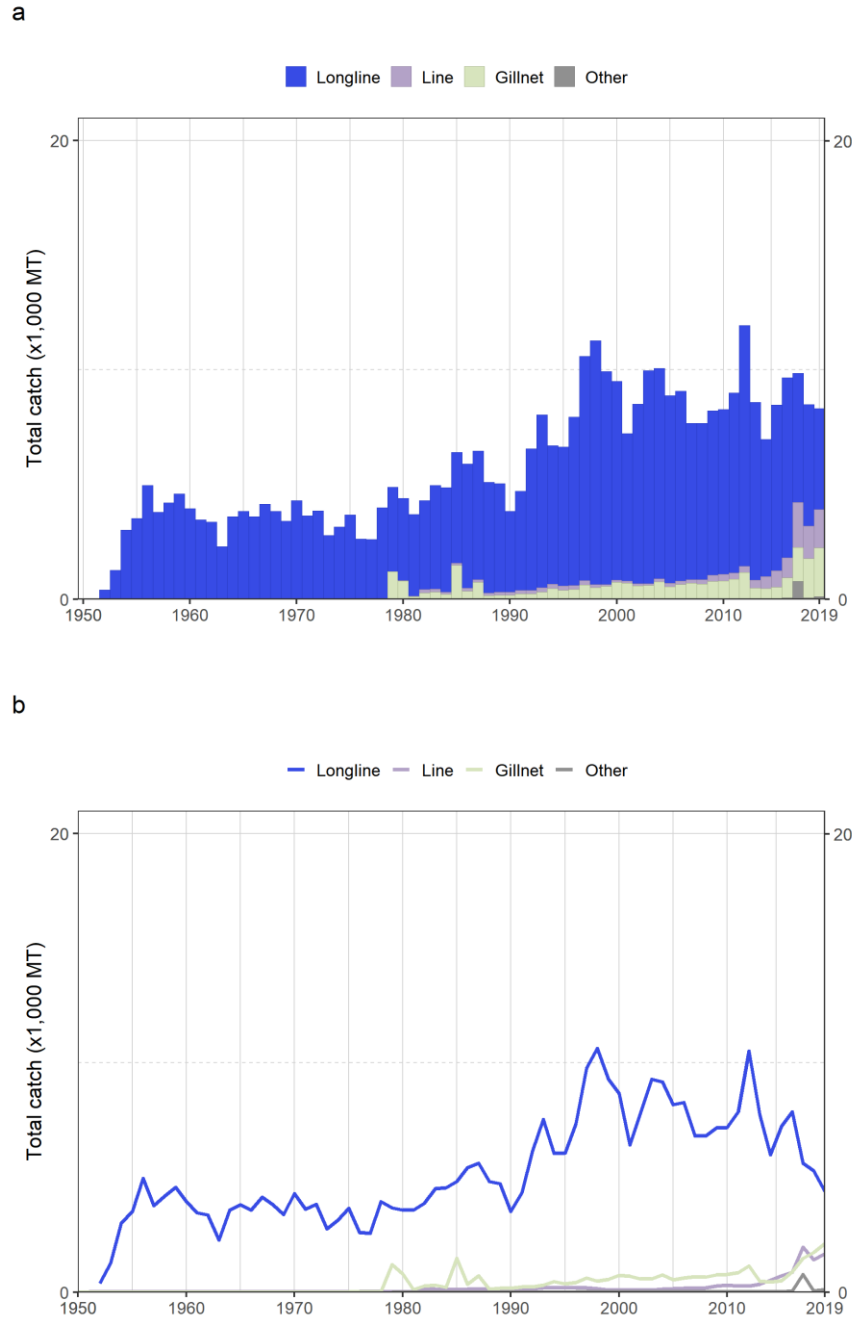 a
Longline Line Gillnet Other
20 20
Total catch (x1,000 MT)
0 0
1950 1960 1970 1980 1990 2000 2010 2019
b
Longline Line Gillnet Other
20 20
Total catch (x1,000 MT)
0 0
1950 1960 1970 1980 1990 2000 2010 2019